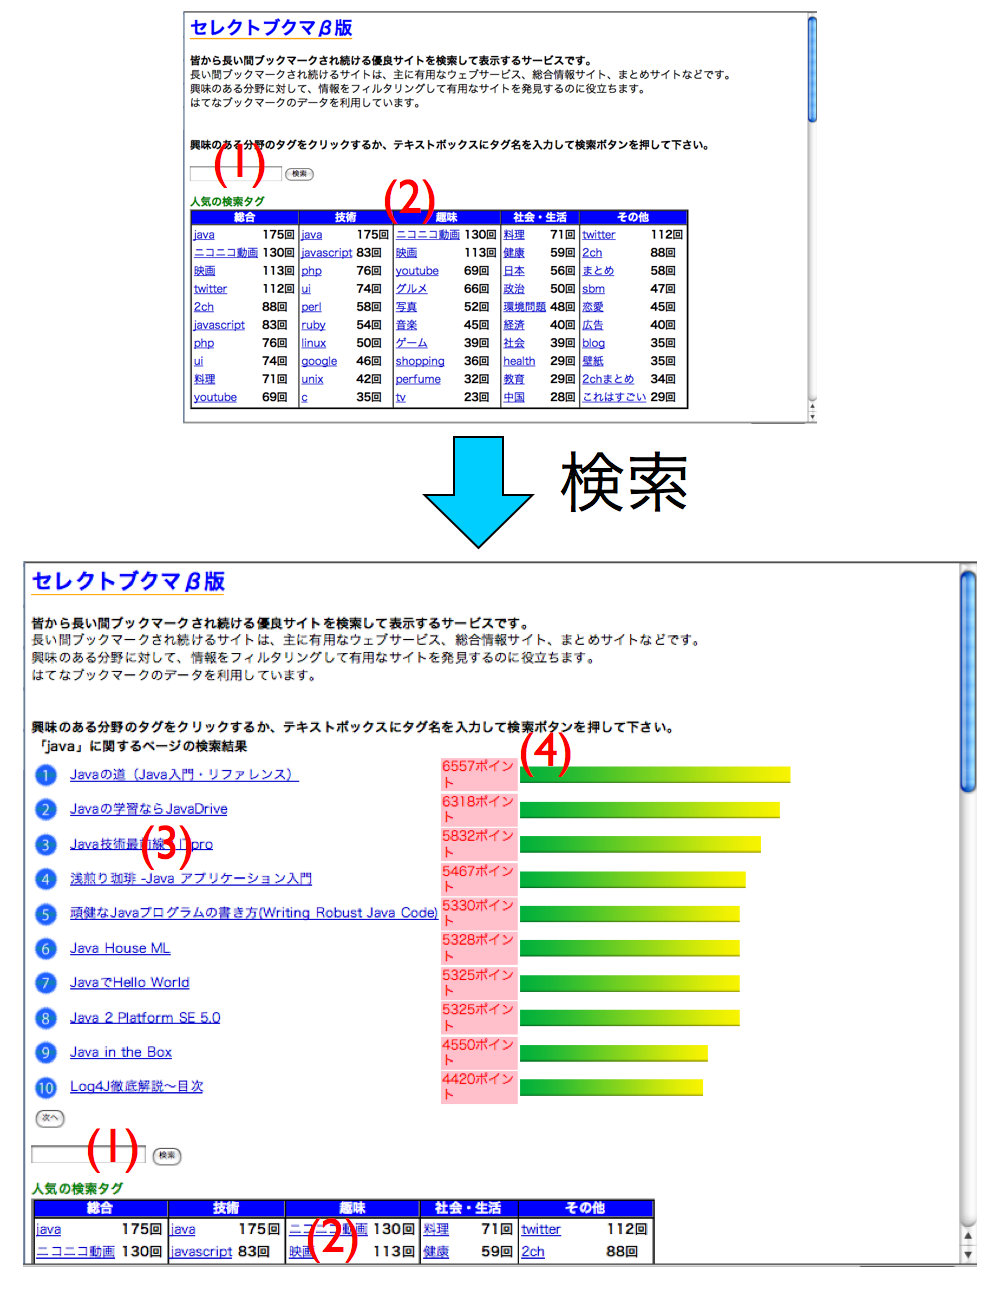 セレクトブクマβ版
皆から長い間ブックマークされ続ける優良サイトを検索して表示するサービスです。
長い間ブックマークされ続けるサイトは、主に有用なウェブサービス、総合情報サイト、まとめサイトなどです。
興味のある分野に対して、情報をフィルタリングして有用なサイトを発見するのに役立ちます。
はてなブックマークのデータを利用しています。
興味のある分野のタグをクリックするか、テキストボックスにタグ名を入力して検索ボタンを押して下さい。
(1) 検索
人気の検索タグ (2)
総合 技術 趣味 社会・生活 その他
java 175回 java 175回 ニコニコ動画 130回 料理 71回 twitter 112回
ニコニコ動画 130回 javascript 83回 映画 113回 健康 59回 2ch 88回
映画 113回 php 76回 youtube 69回 日本 56回 まとめ 58回
twitter 112回 ui 74回 グルメ 66回 政治 50回 sbm 47回
2ch 88回 perl 58回 写真 52回 環境問題 48回 恋愛 45回
javascript 83回 ruby 54回 音楽 45回 経済 40回 広告 40回
php 76回 linux 50回 ゲーム 39回 社会 39回 blog 35回
ui 74回 google 46回 shopping 36回 health 29回 壁紙 35回
料理 71回 unix 42回 perfume 32回 教育 29回 2chまとめ 34回
youtube 69回 c 35回 tv 23回 中国 28回 これはすごい 29回
検索
セレクトブクマβ版
皆から長い間ブックマークされ続ける優良サイトを検索して表示するサービスです。
長い間ブックマークされ続けるサイトは、主に有用なウェブサービス、総合情報サイト、まとめサイトなどです。
興味のある分野に対して、情報をフィルタリングして有用なサイトを発見するのに役立ちます。
はてなブックマークのデータを利用しています。
興味のある分野のタグをクリックするか、テキストボックスにタグ名を入力して検索ボタンを押して下さい。
「java」に関するページの検索結果
(4)
1 Javaの道（Java入門・リファレンス） 6557ポイント
2 Javaの学習ならJavaDrive 6318ポイント
3 Java技術最前線 ITpro 5832ポイント
(3)
4 浅煎り珈琲 -Java アプリケーション入門 5467ポイント
5 頑健なJavaプログラムの書き方(Writing Robust Java Code) 5330ポイント
6 Java House ML 5328ポイント
7 JavaでHello World 5325ポイント
8 Java 2 Platform SE 5.0 5325ポイント
9 Java in the Box 4550ポイント
10 Log4J徹底解説～目次 4420ポイント
次へ
(1) 検索
人気の検索タグ
総合 技術 趣味 社会・生活 その他
java 175回 java 175回 ニコニコ動画 130回 料理 71回 twitter 112回
(2)
ニコニコ動画 130回 javascript 83回 映画 113回 健康 59回 2ch 88回